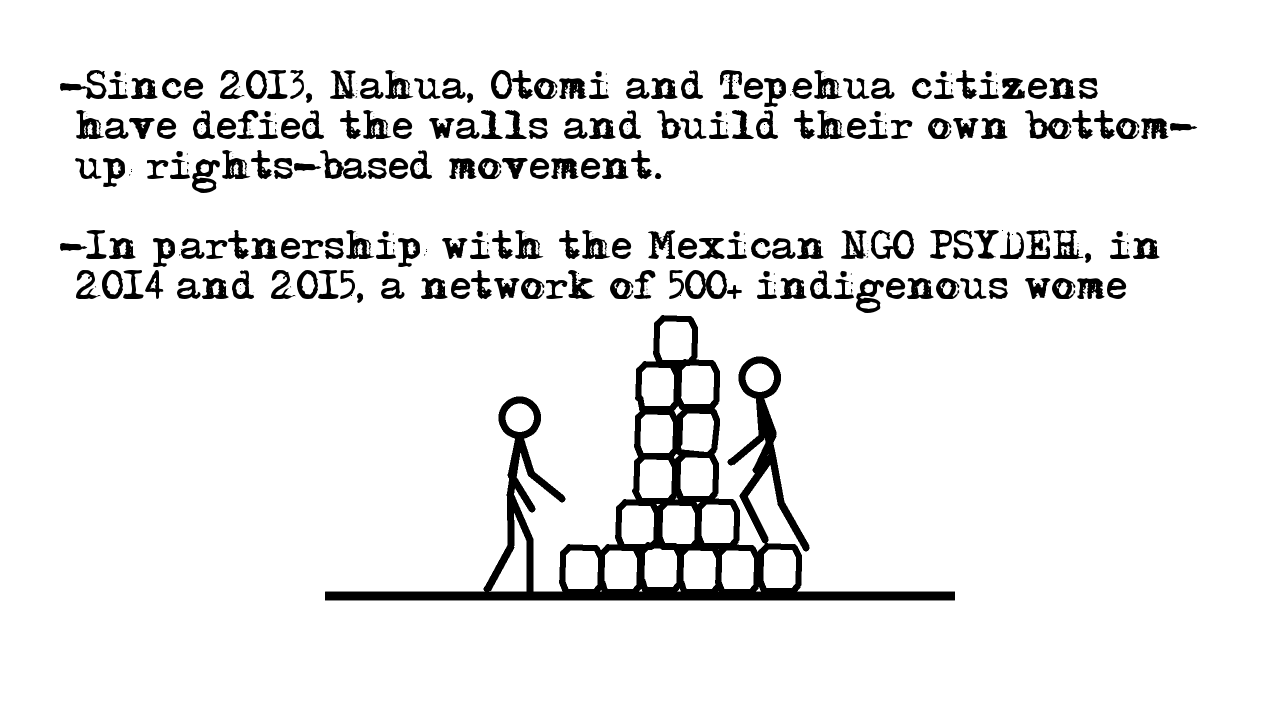 -Since 2013, Nahua, Otomi and Tepehua citizens
have defied the walls and build their own bottom-
up rights-based movement.
-In partnership with the Mexican NGO PSYDEH, in
2014 and 2015, a network of 500+ indigenous wome